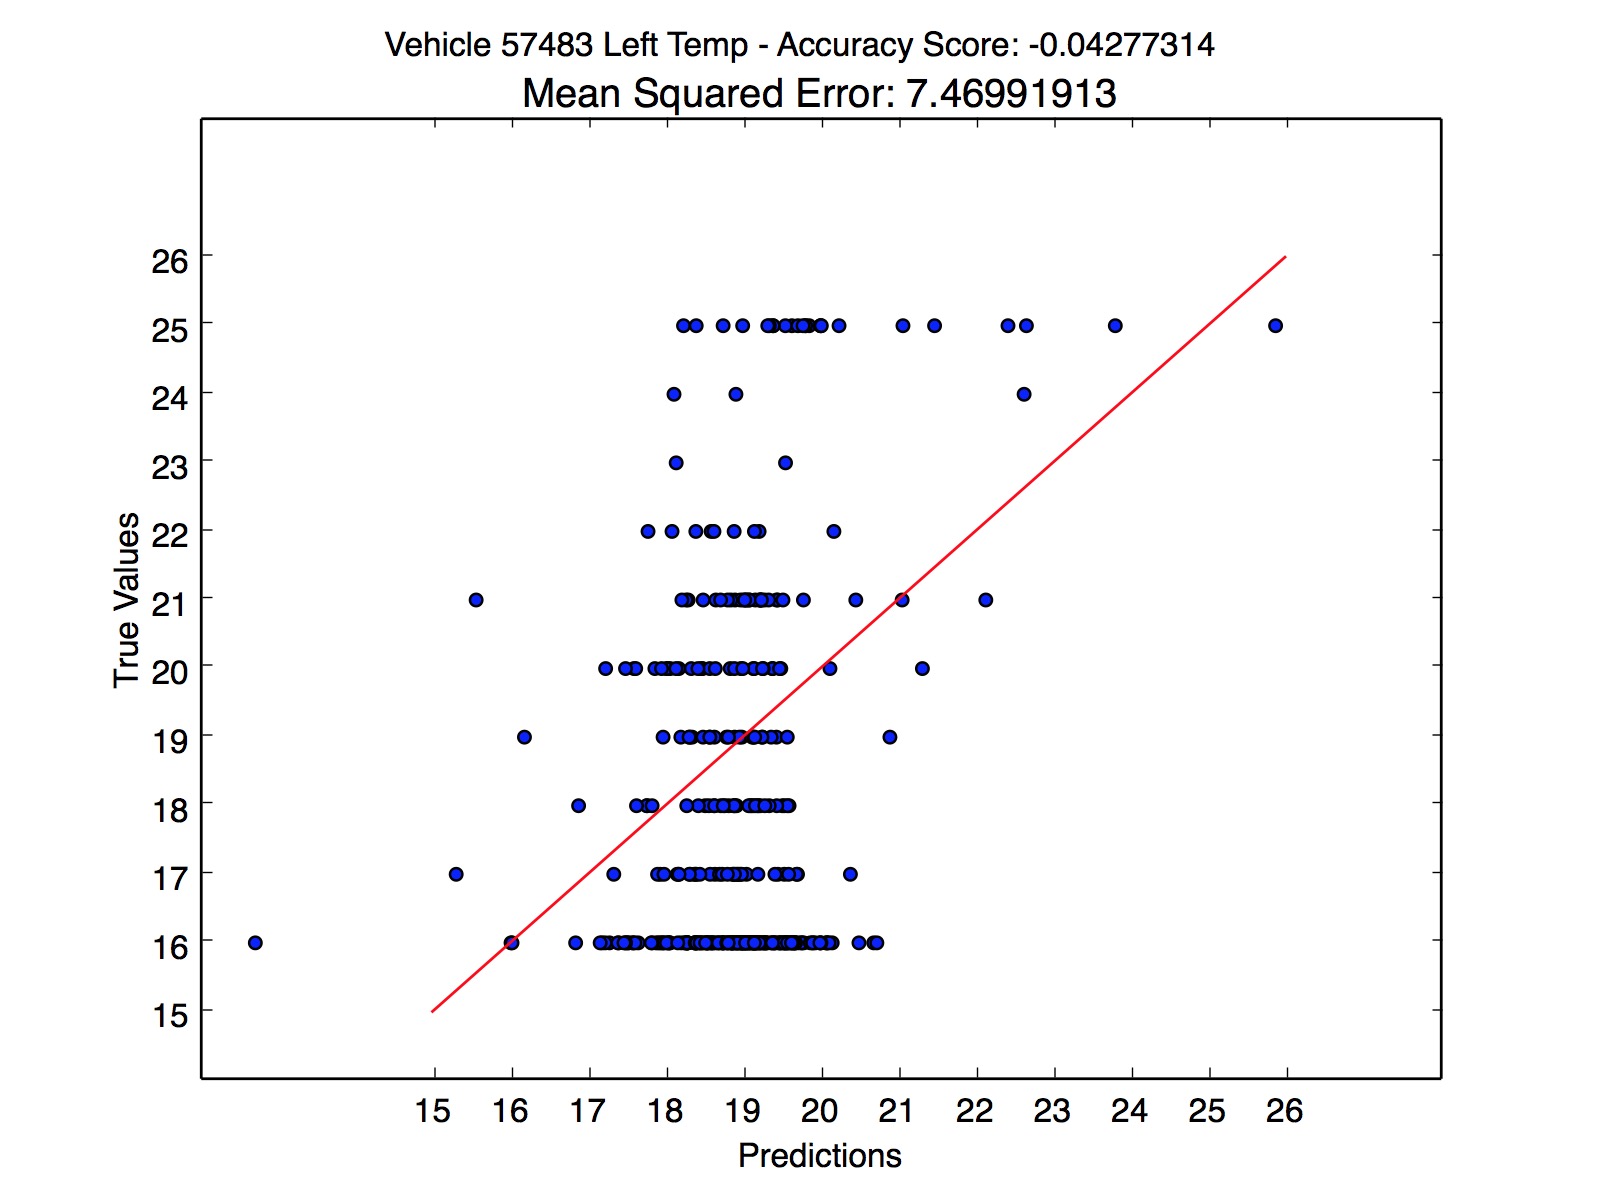 Vehicle 57483 Left Temp - Accuracy Score: -0.04277314
Mean Squared Error: 7.46991913
26
25
24
23
22
21
20
19
18
17
16
15
True Values
15 16 17 18 19 20 21 22 23 24 25 26
Predictions